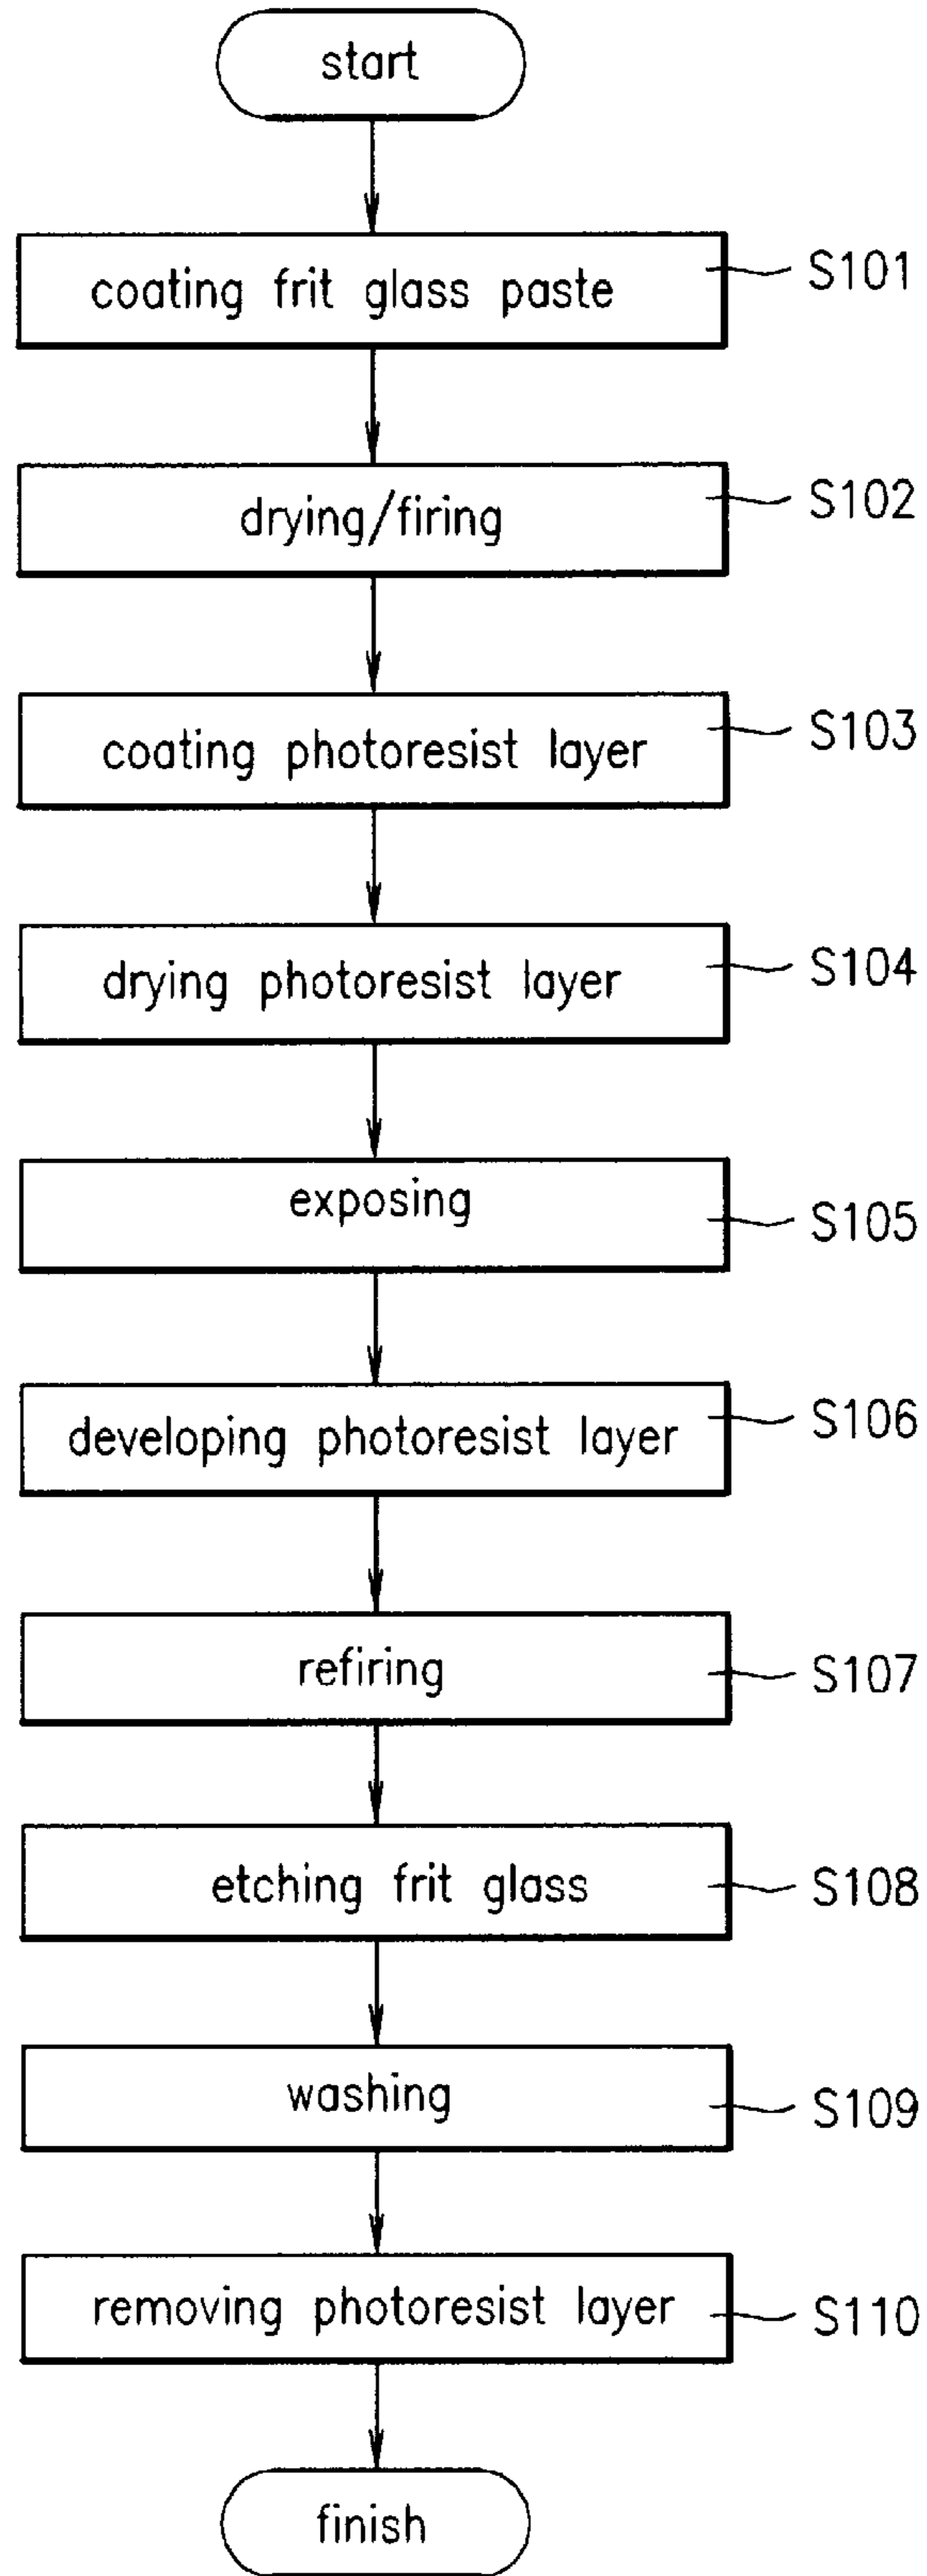 start
coating frit glass paste S101
drying/firing S102
coating photoresist layer S103
drying photoresist layer S104
exposing S105
developing photoresist layer S106
refiring S107
etching frit glass S108
washing S109
removing photoresist layer S110
finish